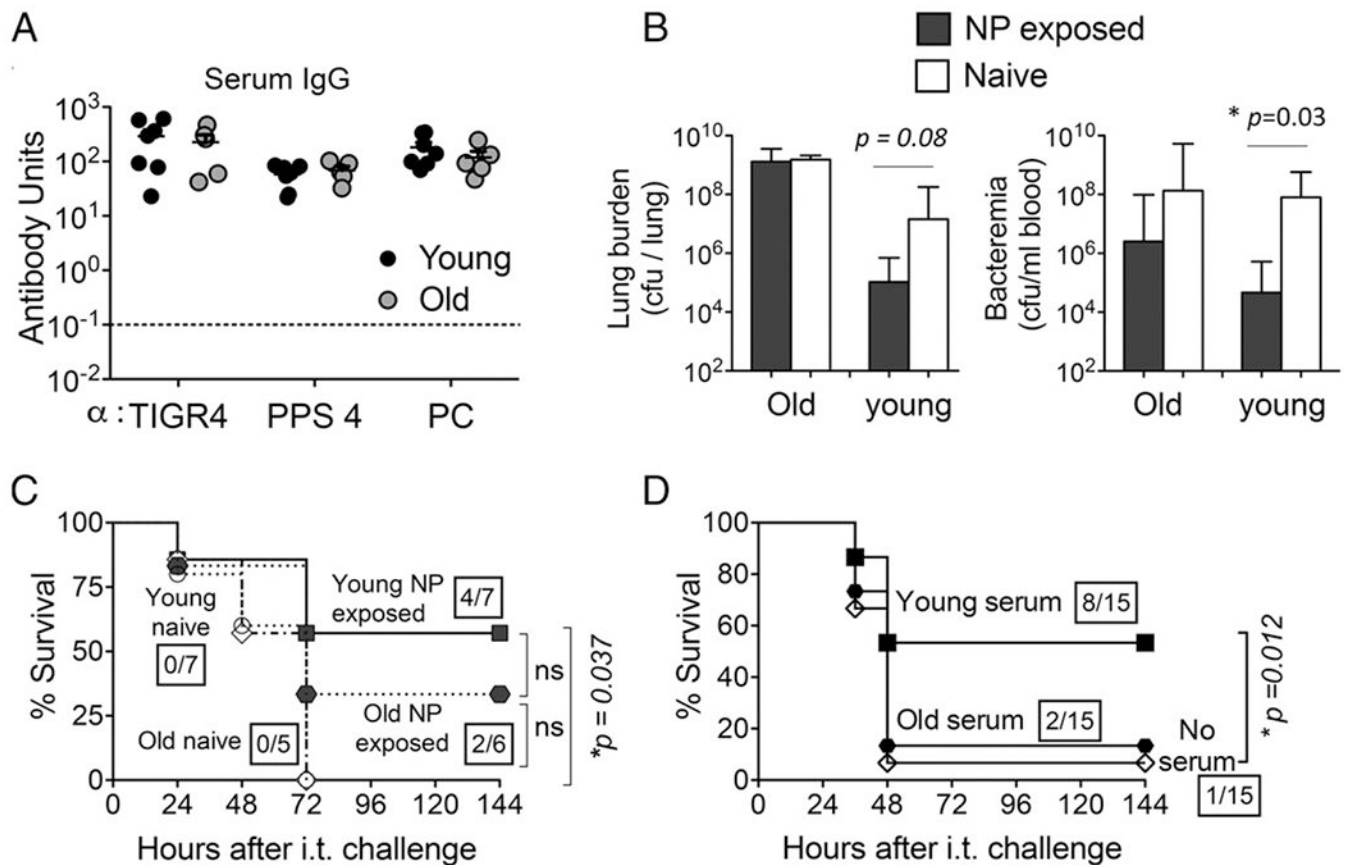 A
Serum IgG
Antibody Units
10³
10²
10¹
10⁰
10⁻¹
10⁻²
Young
Old
α : TIGR4 PPS 4 PC
B
NP exposed
Naive
Lung burden
(cfu / lung)
10¹⁰
10⁸
10⁶
10⁴
10²
p = 0.08
Old young
Bacteremia
(cfu/ml blood)
10¹⁰
10⁸
10⁶
10⁴
10²
* p=0.03
Old young
C
% Survival
100
75
50
25
0
Young
naive
0/7
Young NP
exposed
4/7
Old naive 0/5
Old NP
exposed
2/6
ns
ns
*p = 0.037
0 24 48 72 96 120 144
Hours after i.t. challenge
D
% Survival
100
80
60
40
20
0
Young serum 8/15
Old serum 2/15
No
serum
1/15
* p =0.012
0 24 48 72 96 120 144
Hours after i.t. challenge